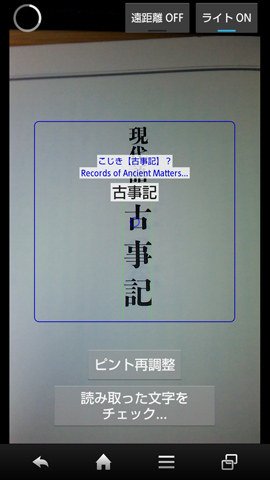 遠距離 OFF
ライト ON
現代
こじき【古事記】?
Records of Ancient Matters...
古事記
古事記
ピント再調整
読み取った文字を
チェック...